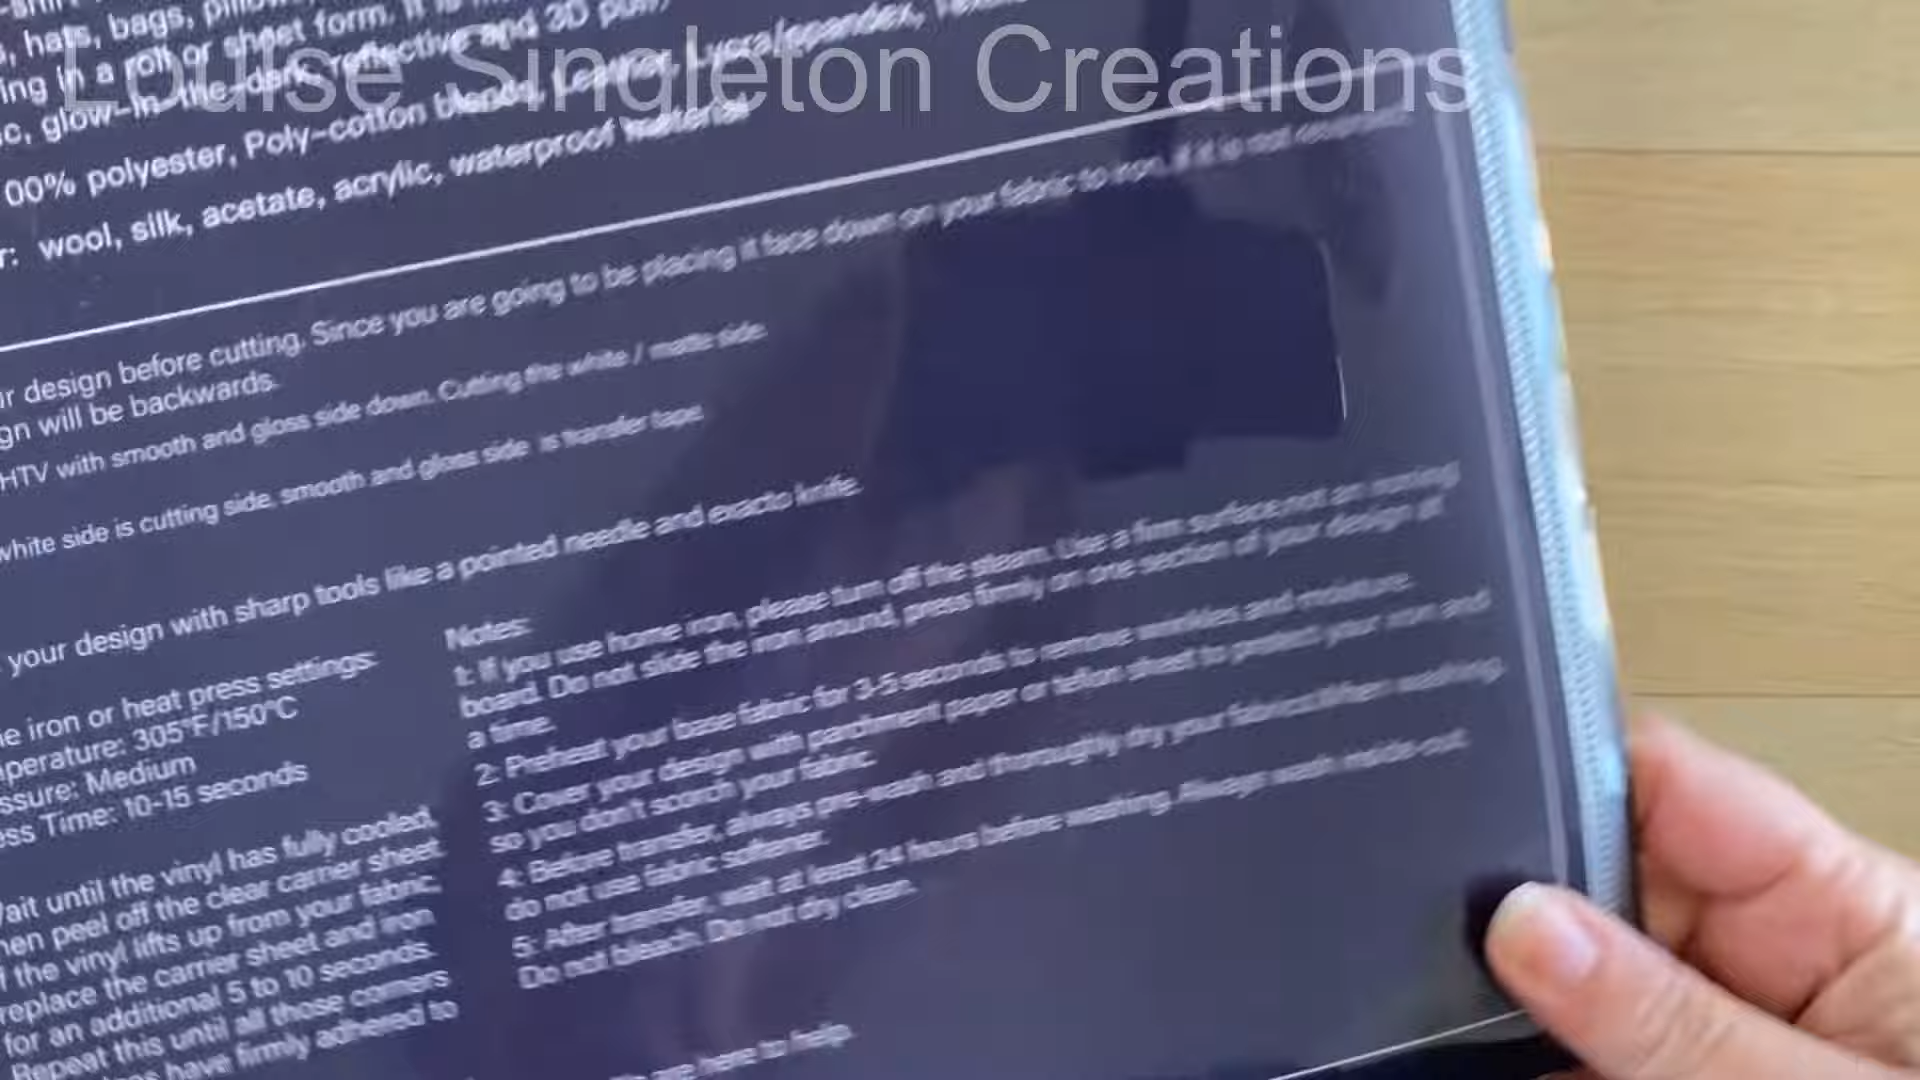 Louise Singleton Creations
hats, bags,
ing in a roll or sheet form. It is
glow-in-the-dark, reflective and 3D puff,
00% polyester, Poly-cotton blends, Leather, Lycra/spandex,
r: wool, silk, acetate, acrylic, waterproof material
r design before cutting. Since you are going to be placing it face down on your fabric to iron, if it is not reversed
gn will be backwards.
HTV with smooth and gloss side down. Cutting the white / matte side.
white side is cutting side, smooth and gloss side is transfer tape.
your design with sharp tools like a pointed needle and exacto knife.
e iron or heat press settings:
perature: 305°F/150°C
ssure: Medium
ess Time: 10-15 seconds
ait until the vinyl has fully cooled,
hen peel off the clear carrier sheet.
f the vinyl lifts up from your fabric,
replace the carrier sheet and iron
for an additional 5 to 10 seconds.
Repeat this until all those corners
have firmly adhered to
Notes:
1: If you use home iron, please turn off the steam. Use a firm surface not an ironing
board. Do not slide the iron around, press firmly on one section of your design at
a time.
2: Preheat your base fabric for 3-5 seconds to remove wrinkles and moisture.
3: Cover your design with parchment paper or teflon sheet to protect your iron and
so you don't scorch your fabric.
4: Before transfer, always pre-wash and thoroughly dry your fabrics.When washing,
do not use fabric softener.
5: After transfer, wait at least 24 hours before washing. Always wash inside-out.
Do not bleach. Do not dry clean.
are here to help.